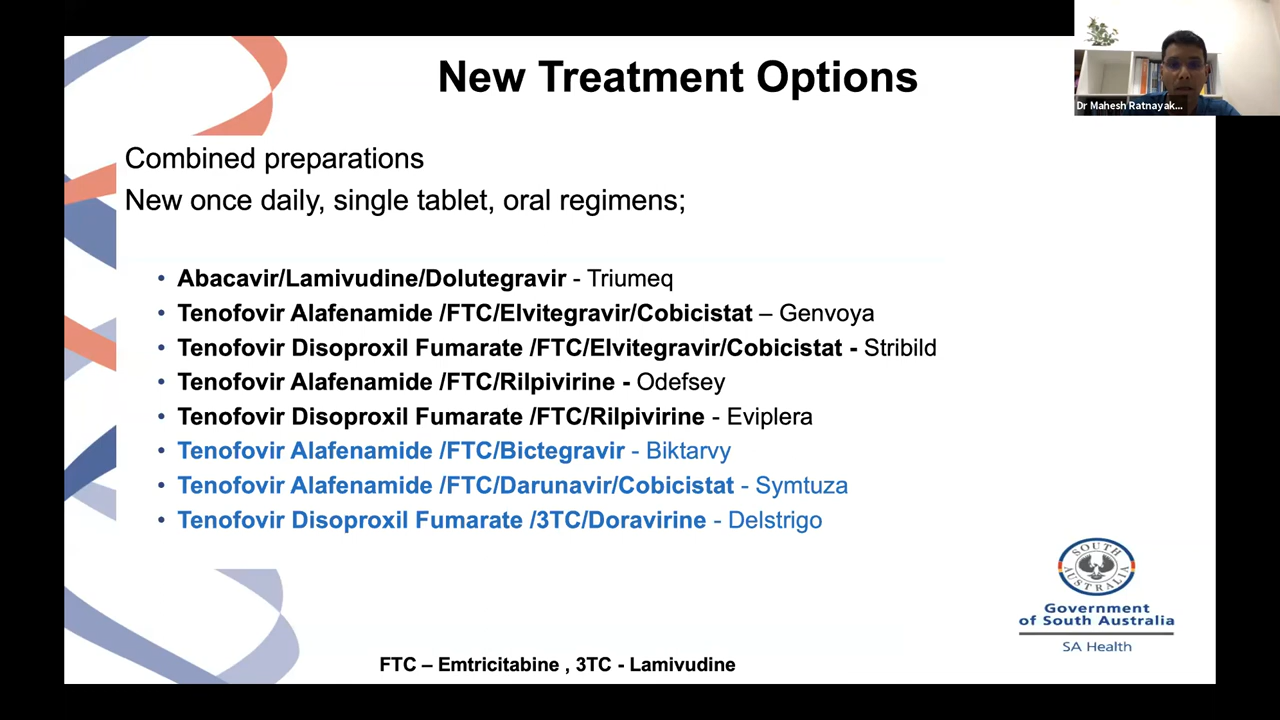 New Treatment Options
Dr Mahesh Ratnayak...
Combined preparations
New once daily, single tablet, oral regimens;
• Abacavir/Lamivudine/Dolutegravir - Triumeq
• Tenofovir Alafenamide /FTC/Elvitegravir/Cobicistat – Genvoya
• Tenofovir Disoproxil Fumarate /FTC/Elvitegravir/Cobicistat - Stribild
• Tenofovir Alafenamide /FTC/Rilpivirine - Odefsey
• Tenofovir Disoproxil Fumarate /FTC/Rilpivirine - Eviplera
• Tenofovir Alafenamide /FTC/Bictegravir - Biktarvy
• Tenofovir Alafenamide /FTC/Darunavir/Cobicistat - Symtuza
• Tenofovir Disoproxil Fumarate /3TC/Doravirine - Delstrigo
SOUTH
AUSTRALIA
Government
of South Australia
SA Health
FTC – Emtricitabine , 3TC - Lamivudine